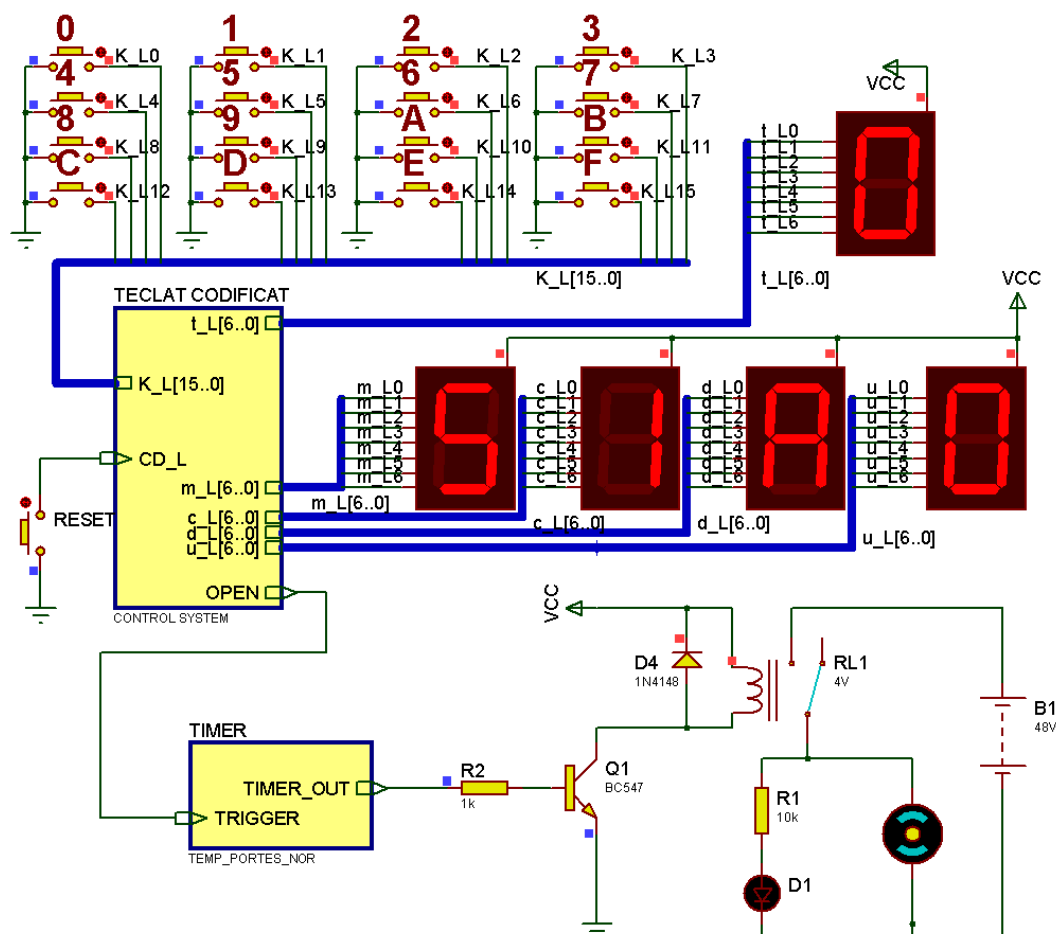 0 1 2 3
K_L0 K_L1 K_L2 K_L3
4 5 6 7
K_L4 K_L5 K_L6 K_L7
8 9 A B
K_L8 K_L9 K_L10 K_L11
C D E F
K_L12 K_L13 K_L14 K_L15
VCC
t_L0
t_L1
t_L2
t_L3
t_L4
t_L5
t_L6
0
K_L[15..0]
t_L[6..0]
VCC
TECLAT CODIFICAT
t_L[6..0]
K_L[15..0]
CD_L
m_L[6..0]
c_L[6..0]
d_L[6..0]
u_L[6..0]
OPEN
CONTROL SYSTEM
RESET
m_L0 c_L0 d_L0 u_L0
m_L1 c_L1 d_L1 u_L1
m_L2 c_L2 d_L2 u_L2
m_L3 c_L3 d_L3 u_L3
m_L4 c_L4 d_L4 u_L4
m_L5 c_L5 d_L5 u_L5
m_L6 c_L6 d_L6 u_L6
5 1 A 0
m_L[6..0] c_L[6..0] d_L[6..0] u_L[6..0]
VCC
D4
1N4148
RL1
4V
B1
48V
TIMER
TIMER_OUT
TRIGGER
TEMP_PORTES_NOR
R2
1k
Q1
BC547
R1
10k
D1